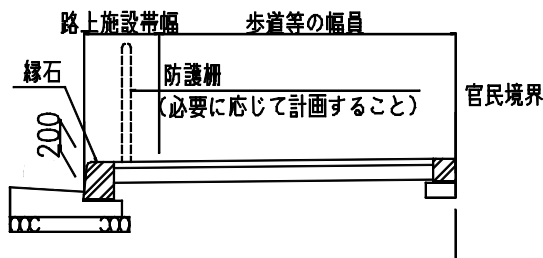 路上施設帯幅
歩道等の幅員
縁石
防護柵
(必要に応じて計画すること)
官民境界
200